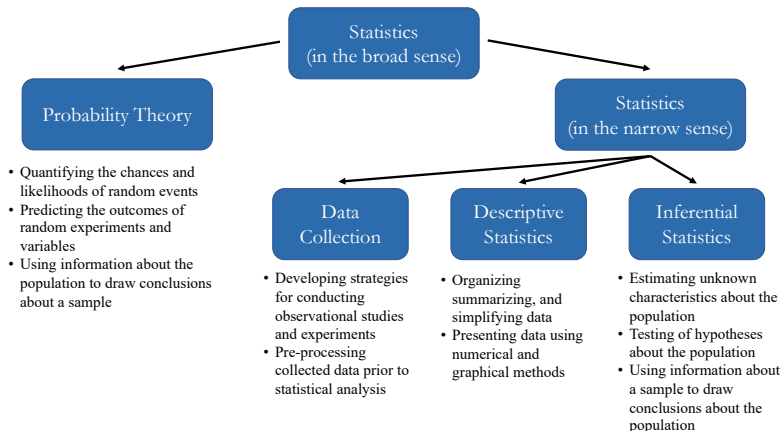 Statistics
(in the broad sense)
Probability Theory
• Quantifying the chances and
likelihoods of random events
• Predicting the outcomes of
random experiments and
variables
• Using information about the
population to draw conclusions
about a sample
Statistics
(in the narrow sense)
Data
Collection
• Developing strategies
for conducting
observational studies
and experiments
• Pre-processing
collected data prior to
statistical analysis
Descriptive
Statistics
• Organizing
summarizing, and
simplifying data
• Presenting data using
numerical and
graphical methods
Inferential
Statistics
• Estimating unknown
characteristics about the
population
• Testing of hypotheses
about the population
• Using information about
a sample to draw
conclusions about the
population